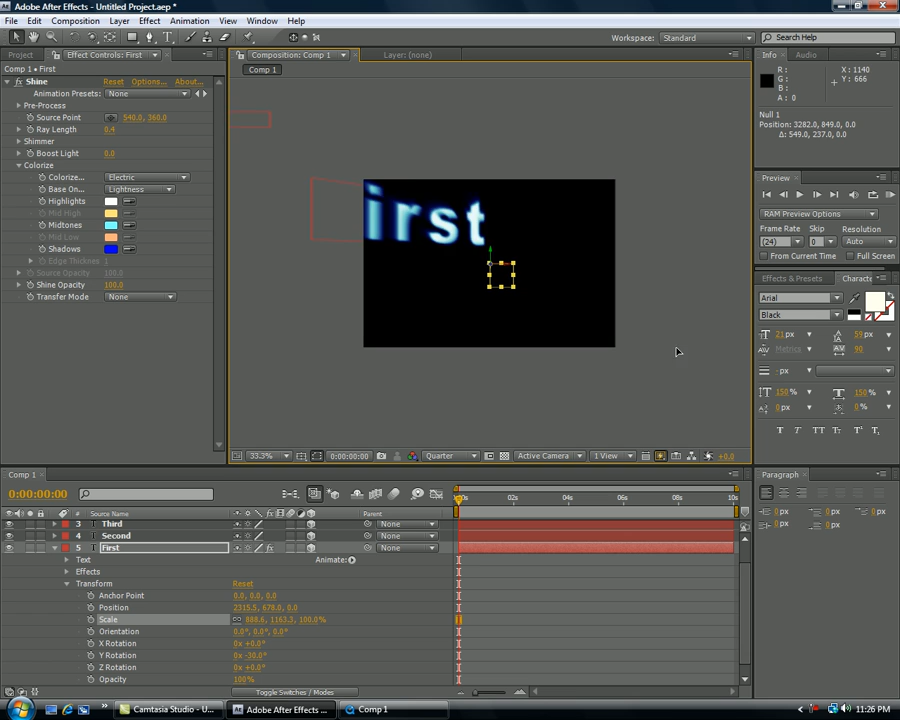 Adobe After Effects - Untitled Project.aep *
File Edit Composition Layer Effect Animation View Window Help
Workspace: Standard Search Help
Project Effect Controls: First Composition: Comp 1 Layer: (none) Info Audio
Comp 1 • First
Comp 1
Shine Reset Options... About...
Animation Presets: None
Pre-Process
Source Point 540.0, 360.0
Ray Length 0.4
Shimmer
Boost Light 0.0
Colorize
Colorize... Electric
Base On... Lightness
Highlights
Mid High
Midtones
Mid Low
Shadows
Edge Thickness 1
Source Opacity 100.0
Shine Opacity 100.0
Transfer Mode None
irst
R:
G:
B:
A: 0
X: 1140
Y: 666
Null 1
Position: 3282.0, 849.0, 0.0
Δ: 549.0, 237.0, 0.0
Preview
RAM Preview Options
Frame Rate Skip Resolution
(24) 0 Auto
From Current Time Full Screen
Effects & Presets Characte
Arial
Black
21 px 59 px
Metrics 90
- px
150 % 150 %
0 px 0 %
T T TT Tт T¹ T₁
33.3% 0:00:00:00 Quarter Active Camera 1 View +0.0
Comp 1
0:00:00:00
# Source Name fx Parent
:00s 02s 04s 06s 08s 10s
3 T Third None
4 T Second None
5 T First fx None
Text Animate:
Effects
Transform Reset
Anchor Point 0.0, 0.0, 0.0
Position 2315.5, 678.0, 0.0
Scale 888.6, 1163.3, 100.0%
Orientation 0.0°, 0.0°, 0.0°
X Rotation 0x +0.0°
Y Rotation 0x -30.0°
Z Rotation 0x +0.0°
Opacity 100%
Toggle Switches / Modes
Paragraph
0 px 0 px 0 px
0 px 0 px
Camtasia Studio - U... Adobe After Effects ... Comp 1 11:26 PM